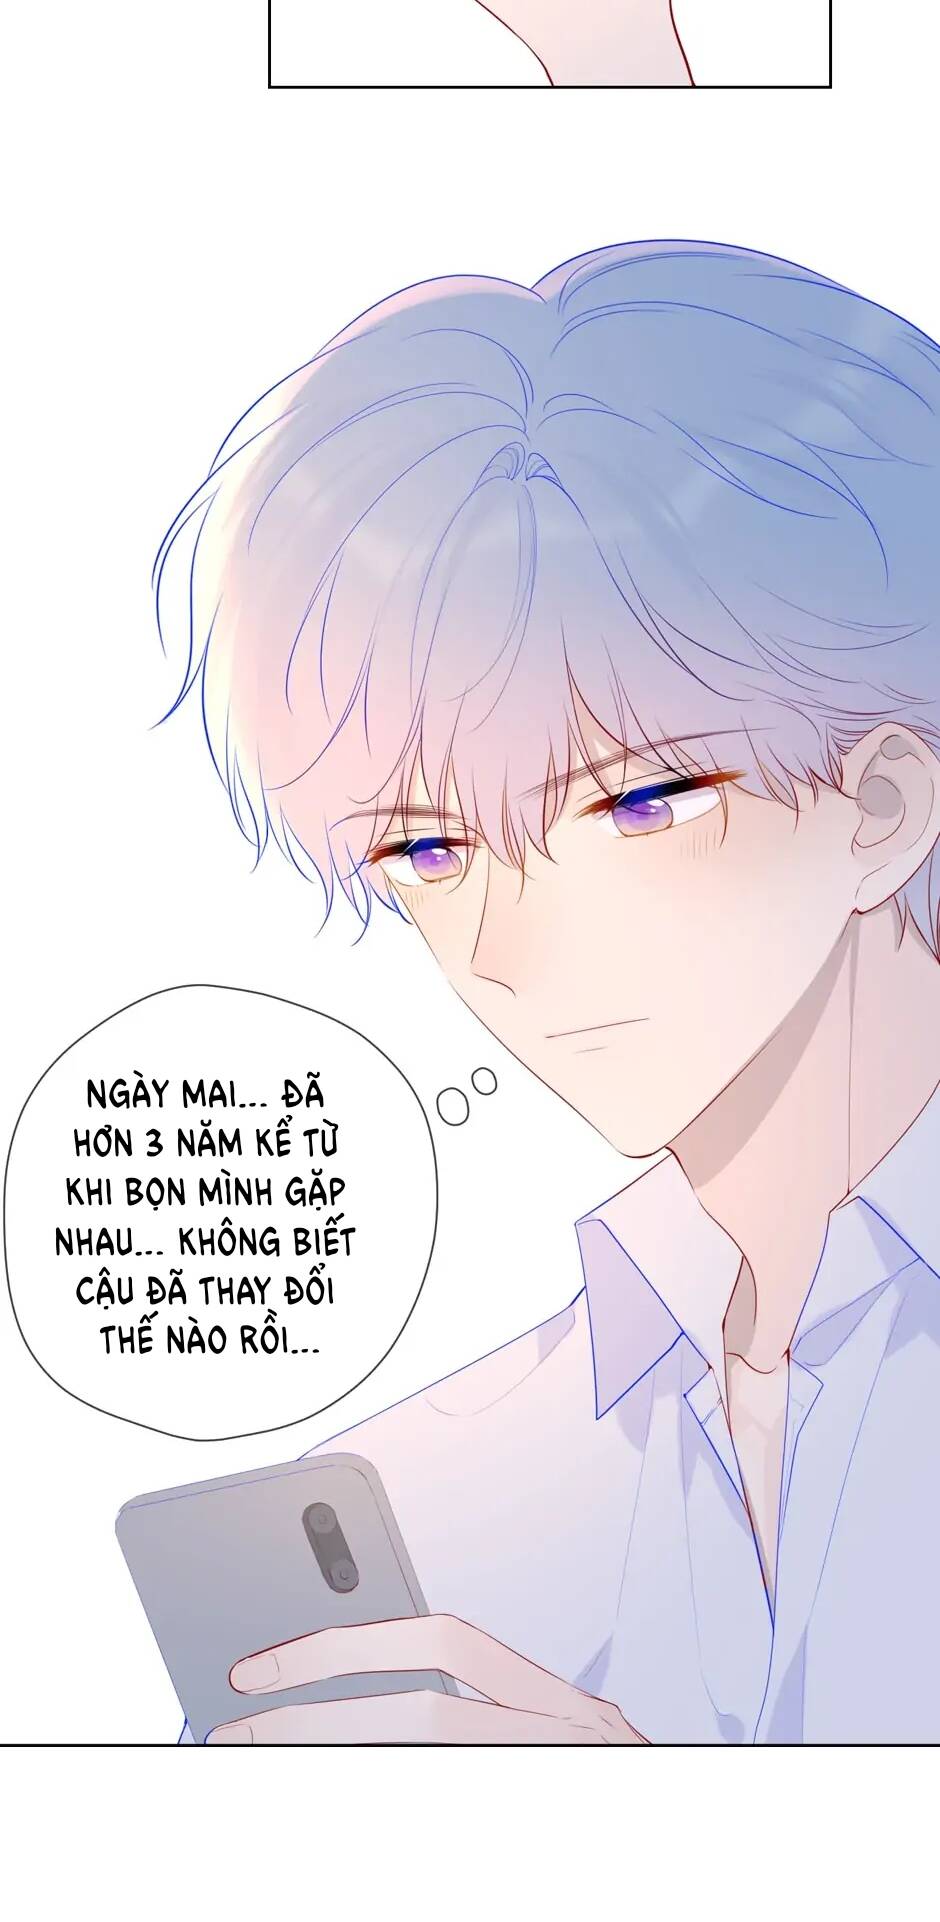 NGÀY MAI... ĐÃ
HƠN 3 NĂM KỂ TỪ
KHI BỌN MÌNH GẶP
NHAU... KHÔNG BIẾT
CẬU ĐÃ THAY ĐỔI
THẾ NÀO RỒI...